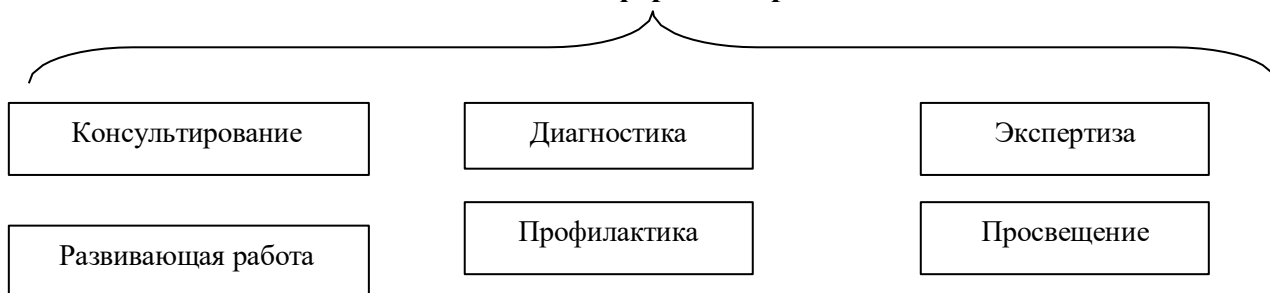 Консультирование
Диагностика
Экспертиза
Развивающая работа
Профилактика
Просвещение